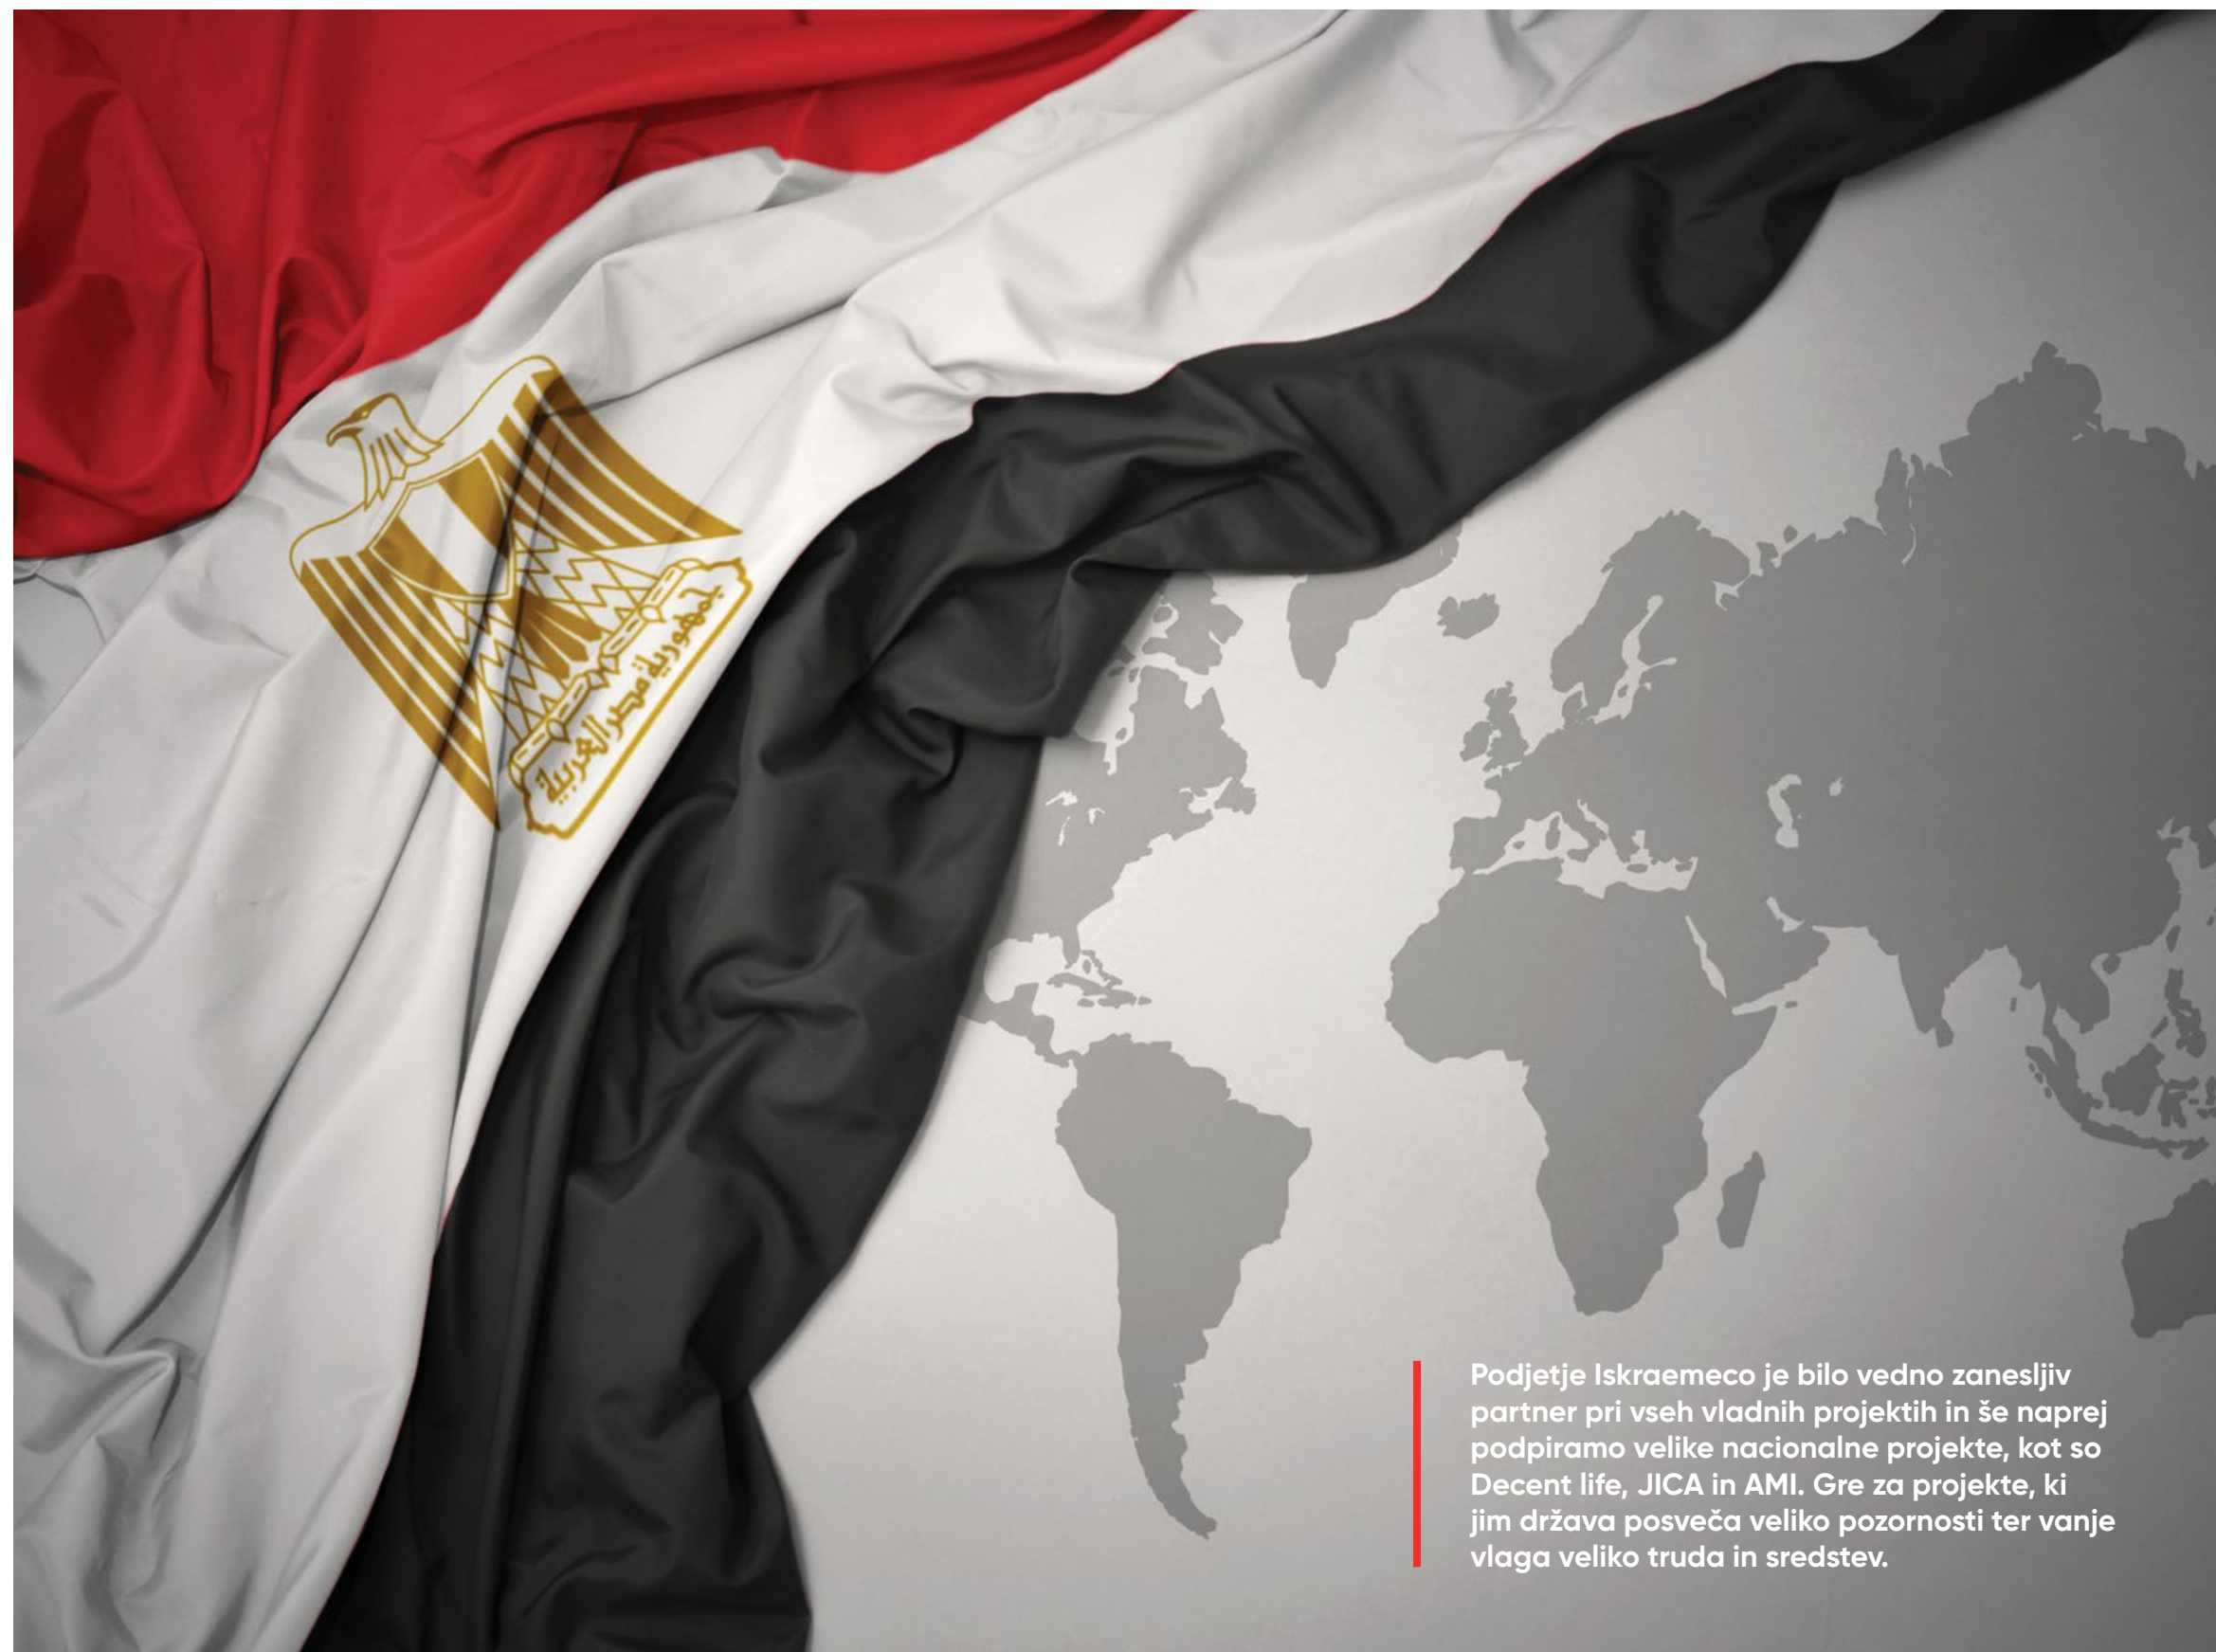 جمهورية مصر العربية
Podjetje Iskraemeco je bilo vedno zanesljiv
partner pri vseh vladnih projektih in še naprej
podpiramo velike nacionalne projekte, kot so
Decent life, JICA in AMI. Gre za projekte, ki
jim država posveča veliko pozornosti ter vanje
vlaga veliko truda in sredstev.